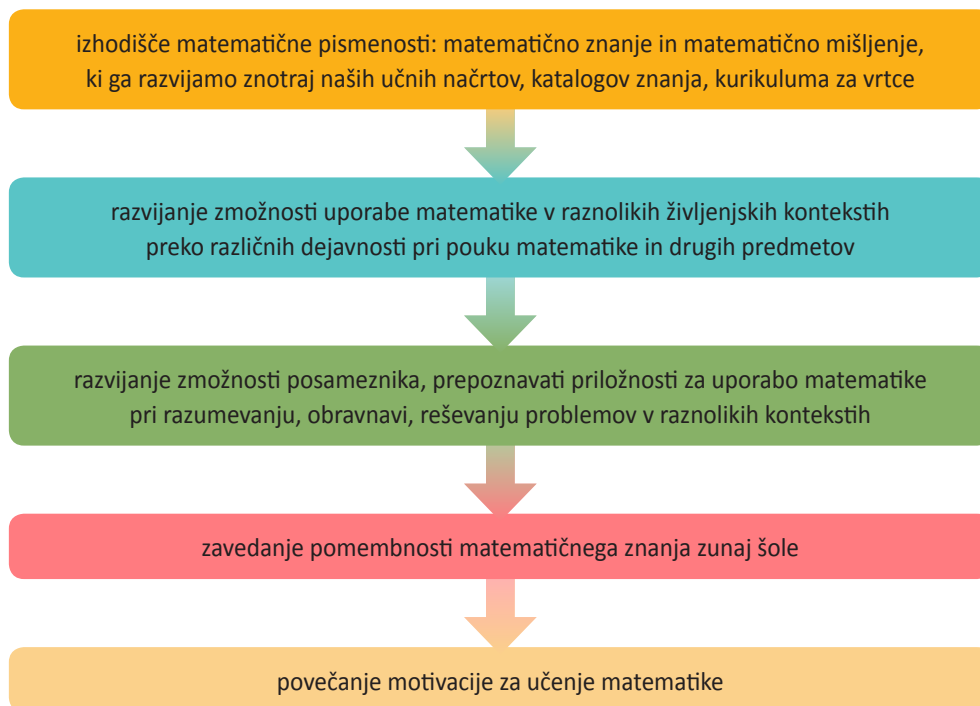 izhodišče matematične pismenosti: matematično znanje in matematično mišljenje,
ki ga razvijamo znotraj naših učnih načrtov, katalogov znanja, kurikuluma za vrtce
razvijanje zmožnosti uporabe matematike v raznolikih življenjskih kontekstih
preko različnih dejavnosti pri pouku matematike in drugih predmetov
razvijanje zmožnosti posameznika, prepoznavati priložnosti za uporabo matematike
pri razumevanju, obravnavi, reševanju problemov v raznolikih kontekstih
zavedanje pomembnosti matematičnega znanja zunaj šole
povečanje motivacije za učenje matematike